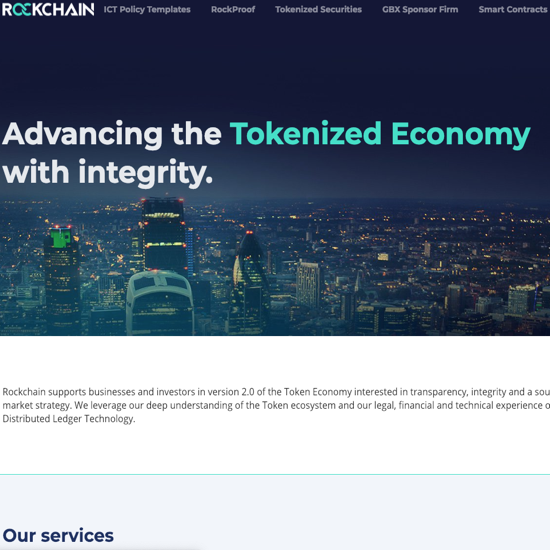 ROCKCHAIN ICT Policy Templates RockProof Tokenized Securities GBX Sponsor Firm Smart Contracts
Advancing the Tokenized Economy
with integrity.
Rockchain supports businesses and investors in version 2.0 of the Token Economy interested in transparency, integrity and a
market strategy. We leverage our deep understanding of the Token ecosystem and our legal, financial and technical experience
Distributed Ledger Technology.
Our services